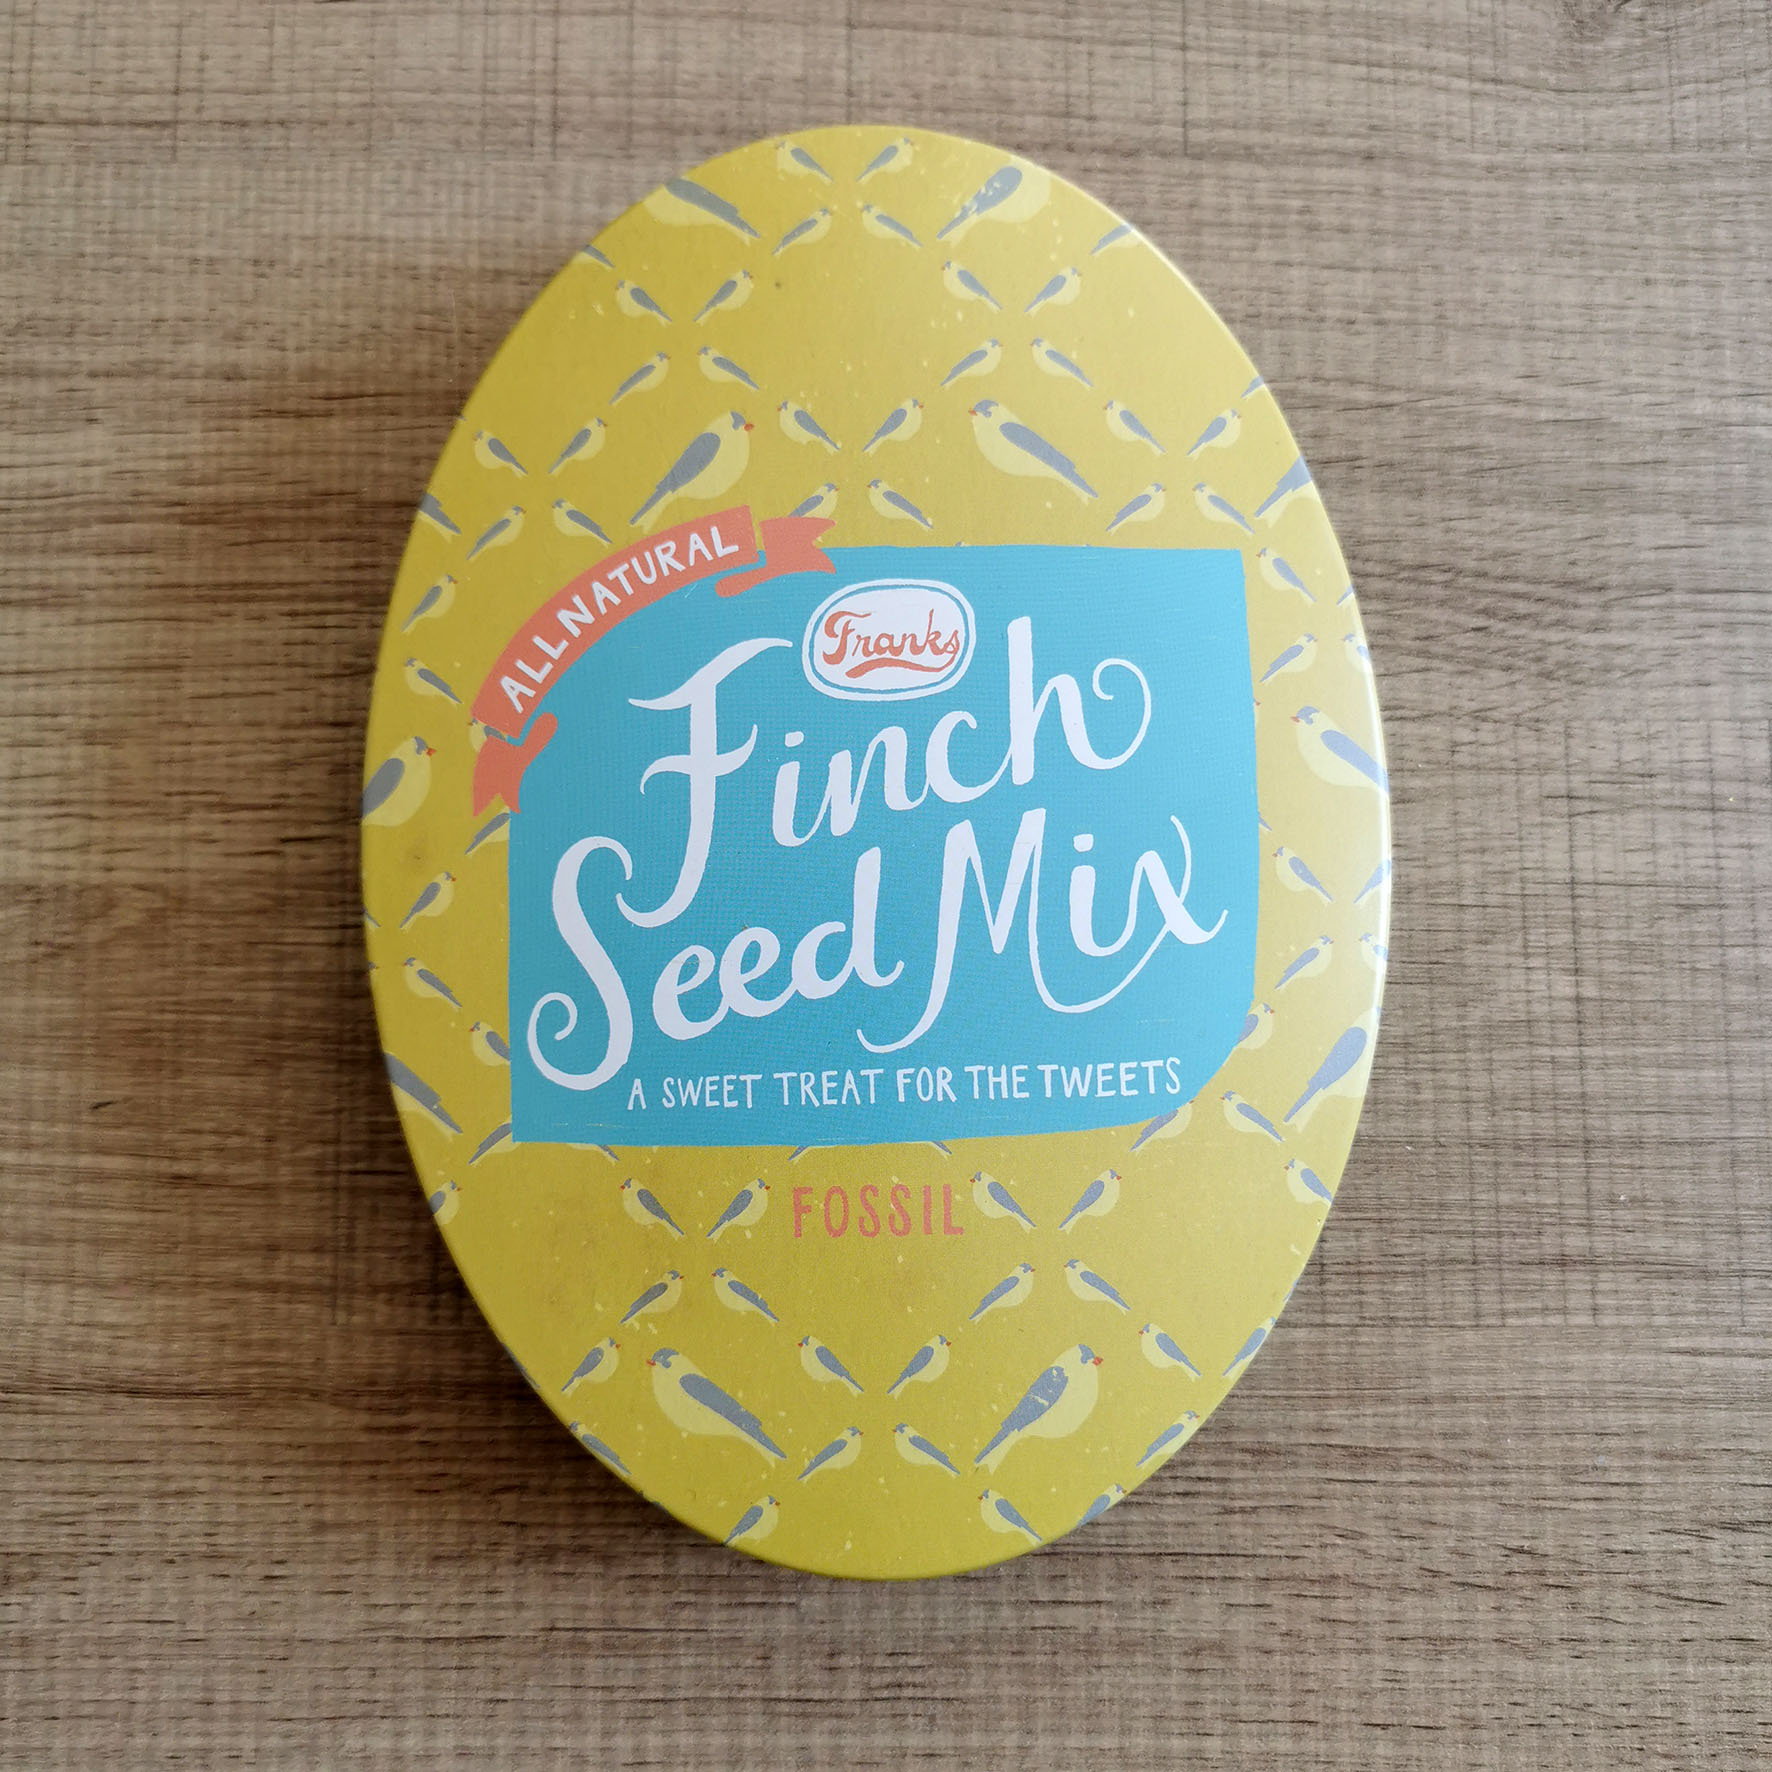 ALL NATURAL
Franks
Finch
Seed Mix
A SWEET TREAT FOR THE TWEETS
FOSSIL